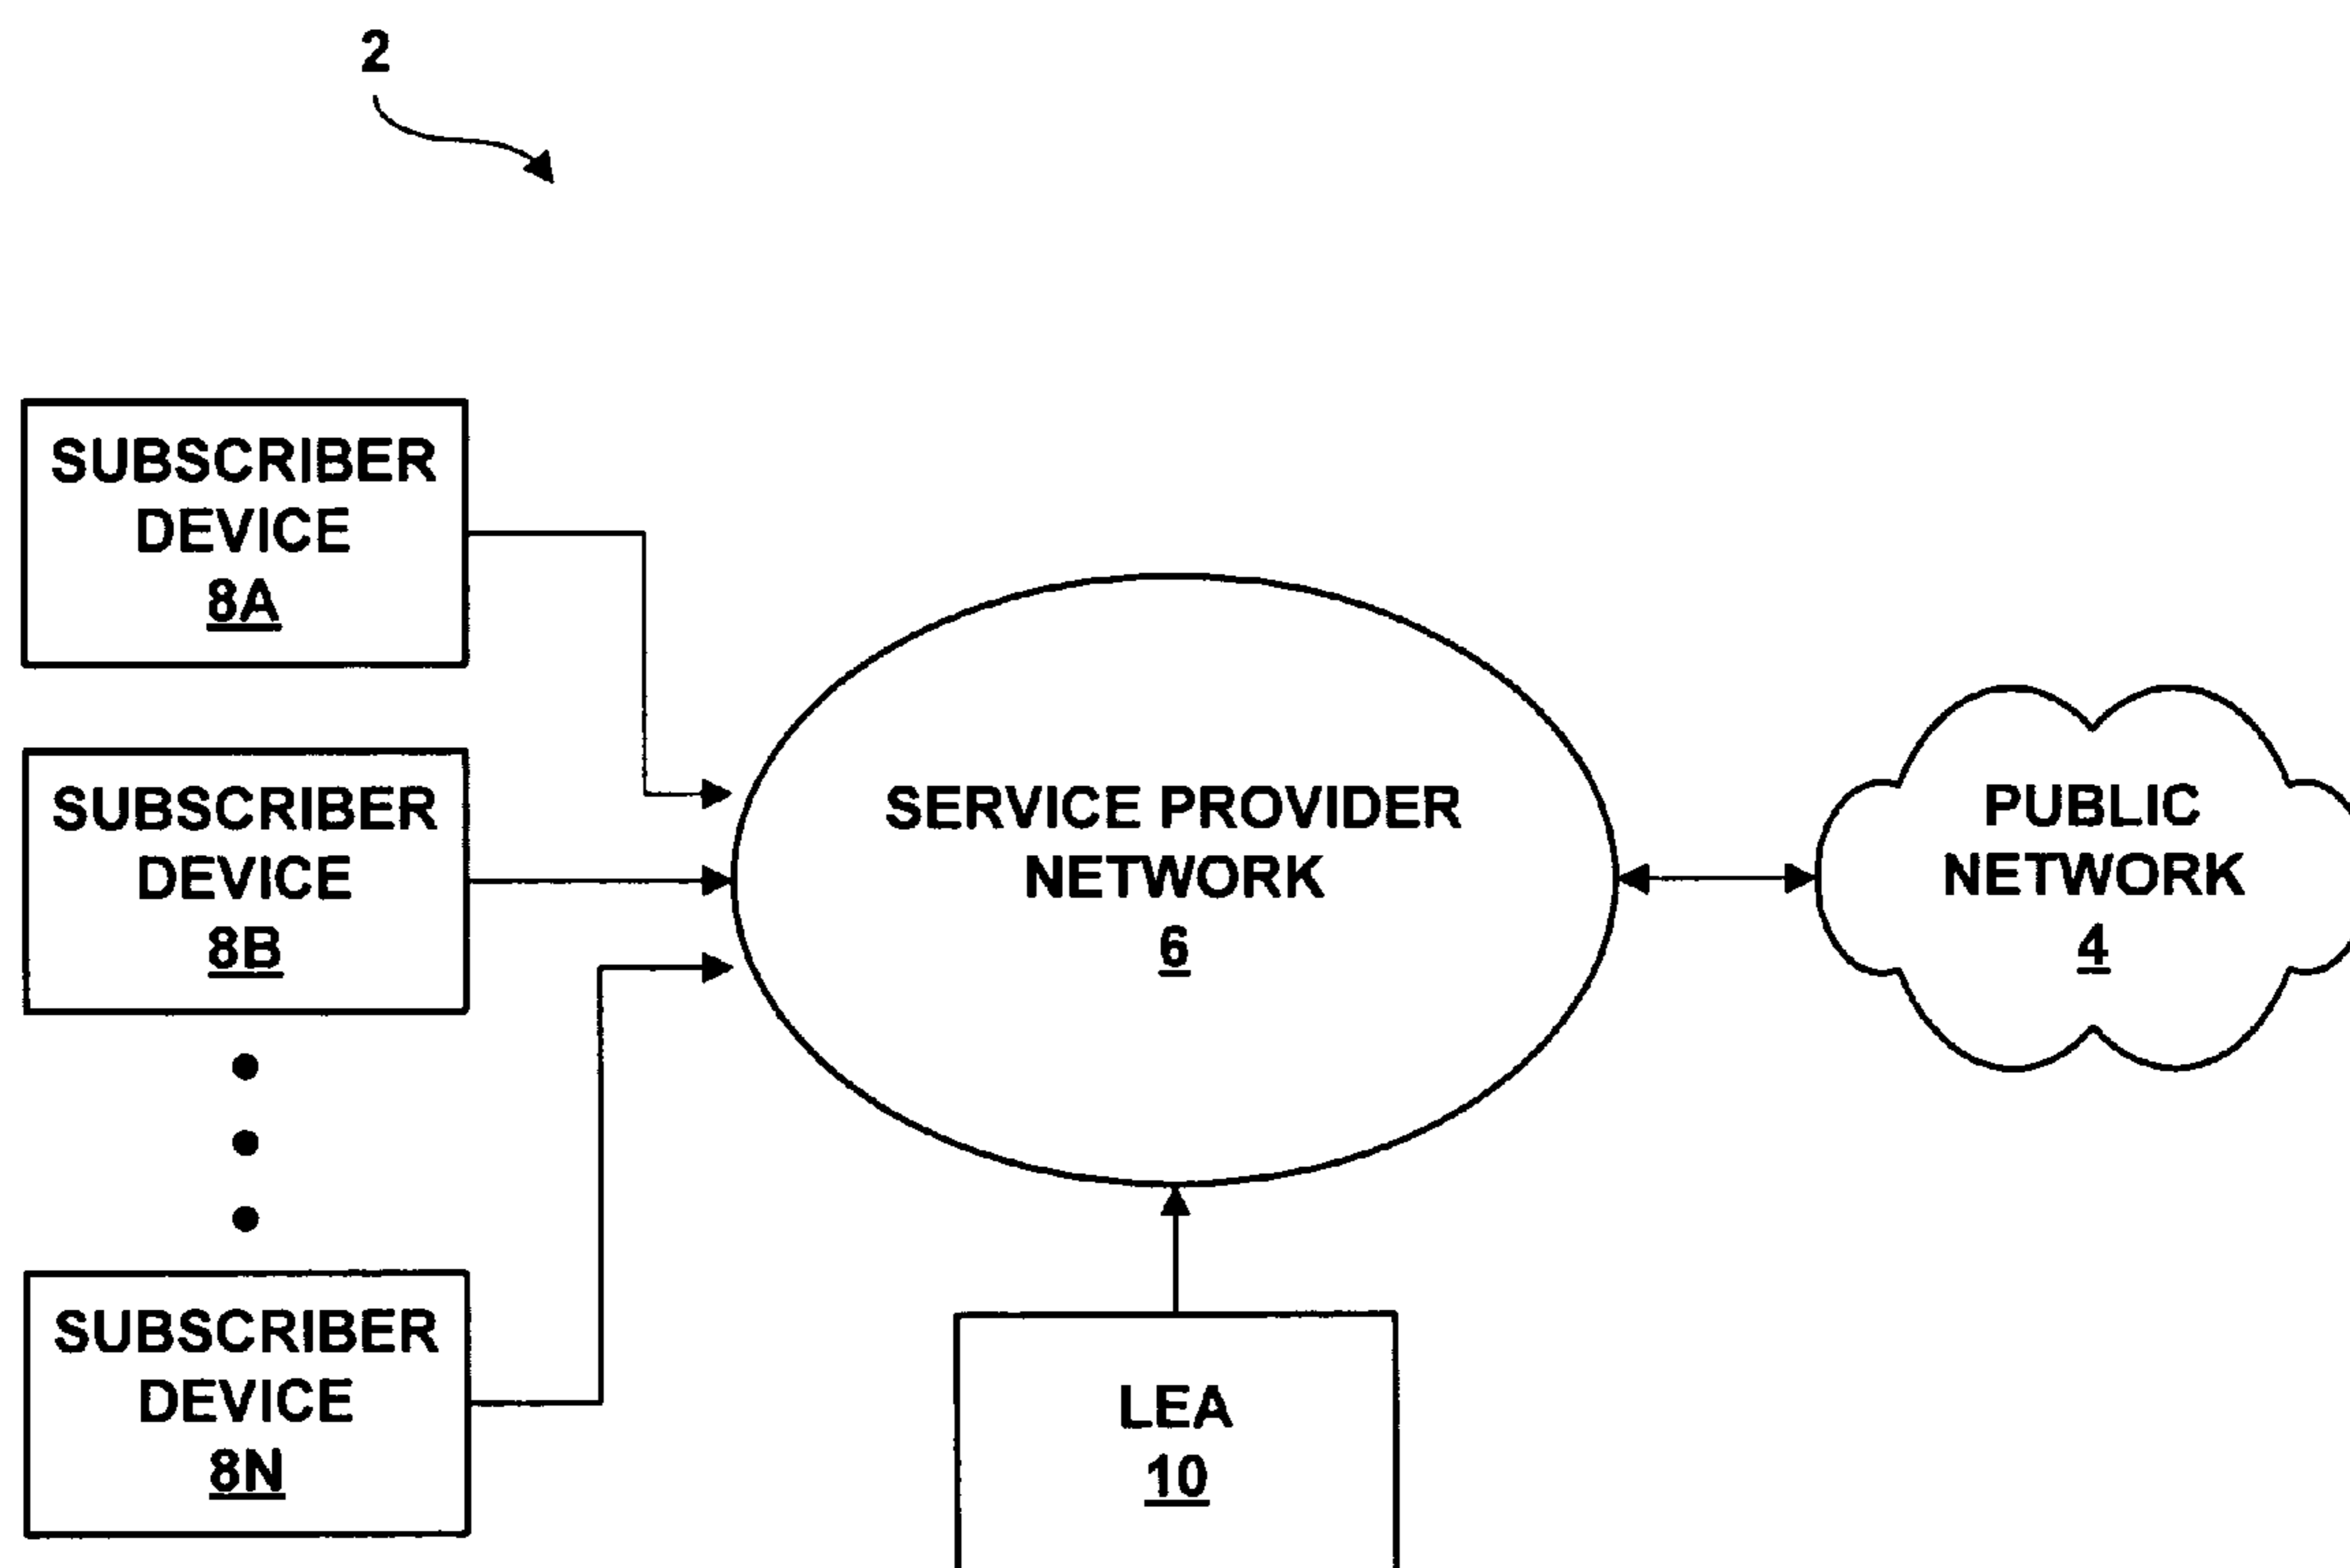 2
SUBSCRIBER
DEVICE
8A
SUBSCRIBER
DEVICE
8B
SUBSCRIBER
DEVICE
8N
SERVICE PROVIDER
NETWORK
6
PUBLIC
NETWORK
4
LEA
10